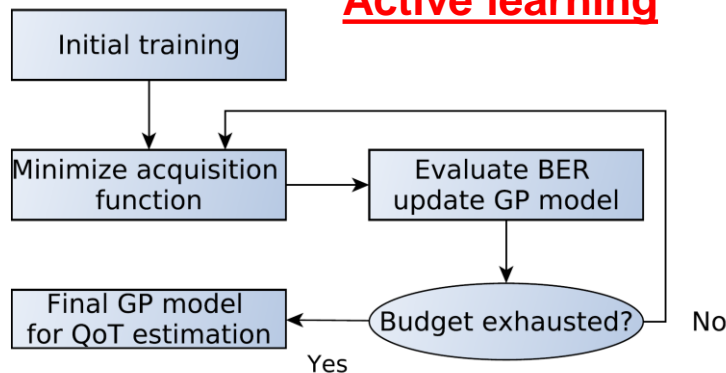 Active learning
Initial training
Minimize acquisition
function
Evaluate BER
update GP model
Final GP model
for QoT estimation
Budget exhausted?
No
Yes